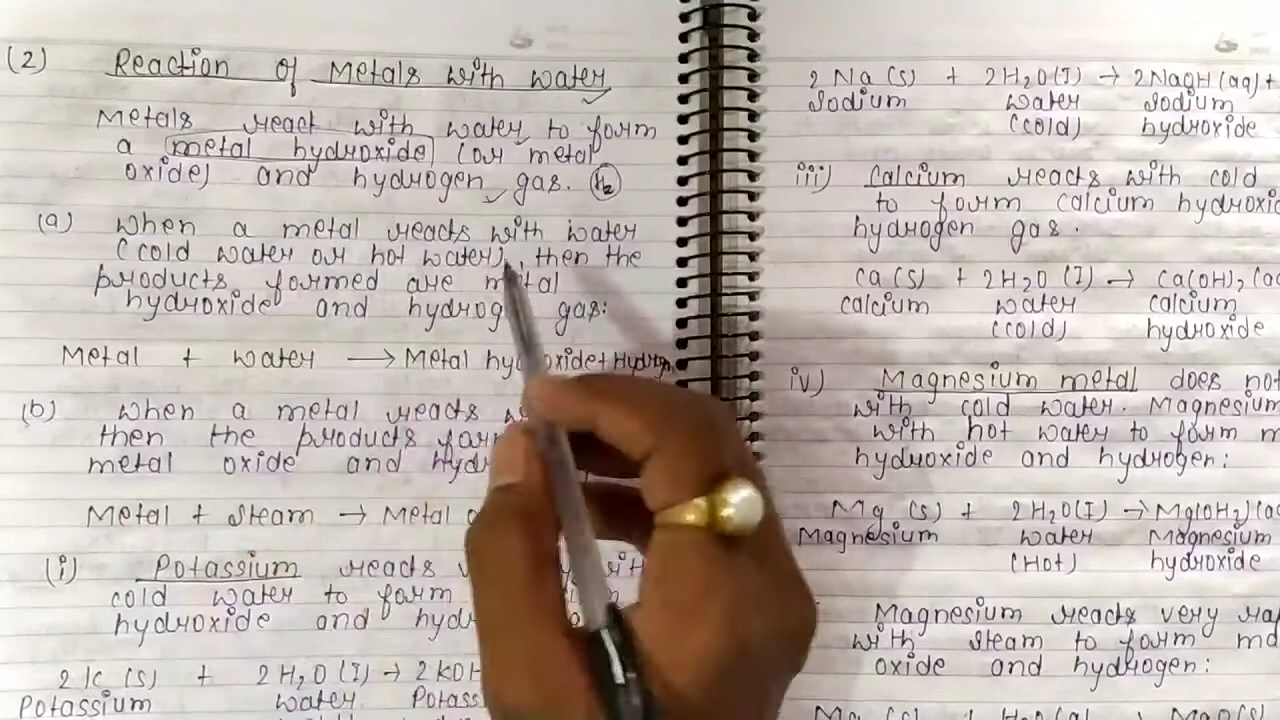 (2) Reaction of Metals with water
Metals react with water to form
a metal hydroxide (or metal
oxide) and hydrogen gas. H₂
(a) When a metal reacts with water
(cold water or hot water), then the
products formed are metal
hydroxide and hydrog gas:
Metal + water → Metal hydroxide + Hydrogn
(b) When a metal reacts
then the products form
metal oxide and hyd
Metal + steam → Metal
(i) Potassium reacts with
cold water to form
hydroxide and hyd
2K (s) + 2H₂O (l) → 2KOH
Potassium water Potass
2Na (s) + 2H₂O (l) → 2NaOH (aq) +
Sodium water Sodium
(cold) hydroxide
iii) Calcium reacts with cold
to form calcium hydroxide
hydrogen gas.
Ca (s) + 2H₂O (l) → Ca(OH)₂ (a
calcium water calcium
(cold) hydroxide
iv) Magnesium metal does not
with cold water. Magnesium
with hot water to form m
hydroxide and hydrogen:
Mg (s) + 2H₂O (l) → Mg(OH₂) (a
Magnesium water Magnesium
(Hot) hydroxide
Magnesium reacts very ra
with steam to form ma
oxide and hydrogen: